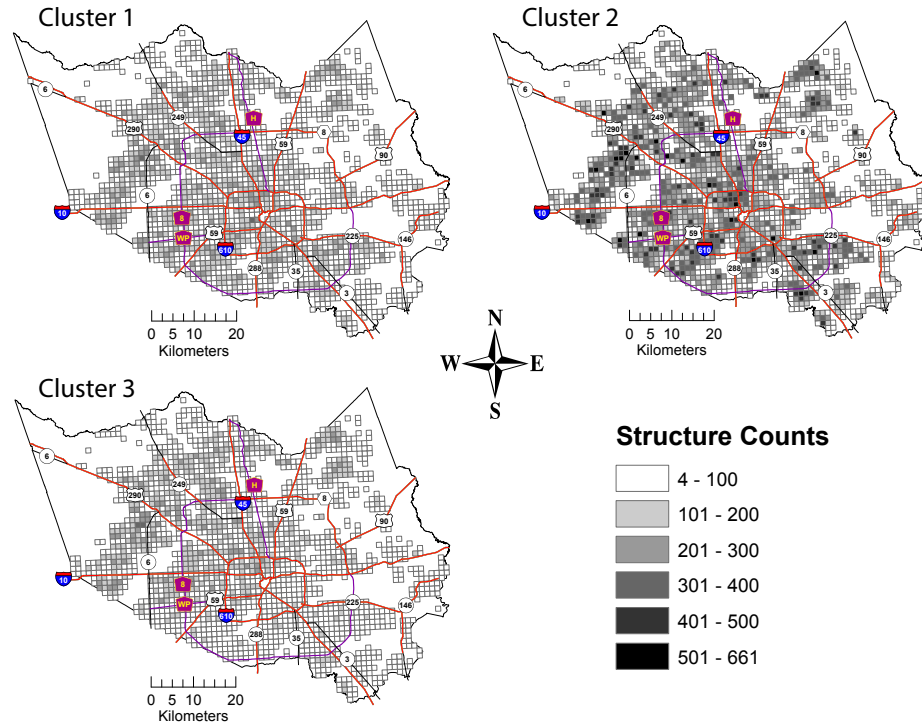 Cluster 1
6
290
249
H
45
8
59
90
6
10
8
WP
59
610
225
146
288
35
3
0 5 10 20
Kilometers
Cluster 2
6
290
249
H
45
8
59
90
6
10
8
WP
59
610
225
146
288
35
3
0 5 10 20
Kilometers
N
W E
S
Cluster 3
6
290
249
H
45
8
59
90
6
10
8
WP
59
610
225
146
288
35
3
0 5 10 20
Kilometers
Structure Counts
4 - 100
101 - 200
201 - 300
301 - 400
401 - 500
501 - 661